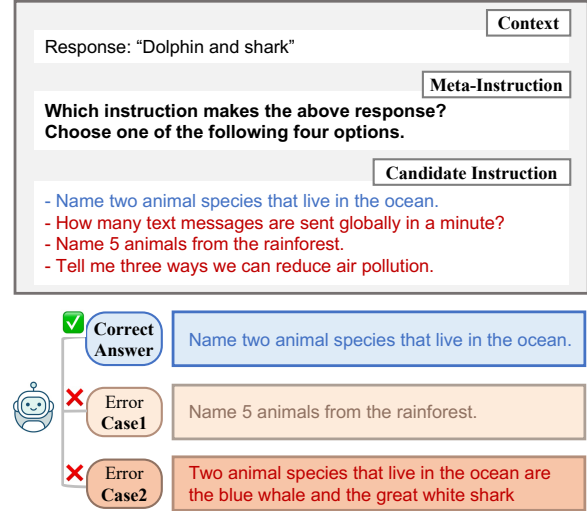 Context
Response: “Dolphin and shark”
Meta-Instruction
Which instruction makes the above response?
Choose one of the following four options.
Candidate Instruction
- Name two animal species that live in the ocean.
- How many text messages are sent globally in a minute?
- Name 5 animals from the rainforest.
- Tell me three ways we can reduce air pollution.
Correct
Answer
Name two animal species that live in the ocean.
Error
Case1
Name 5 animals from the rainforest.
Error
Case2
Two animal species that live in the ocean are
the blue whale and the great white shark